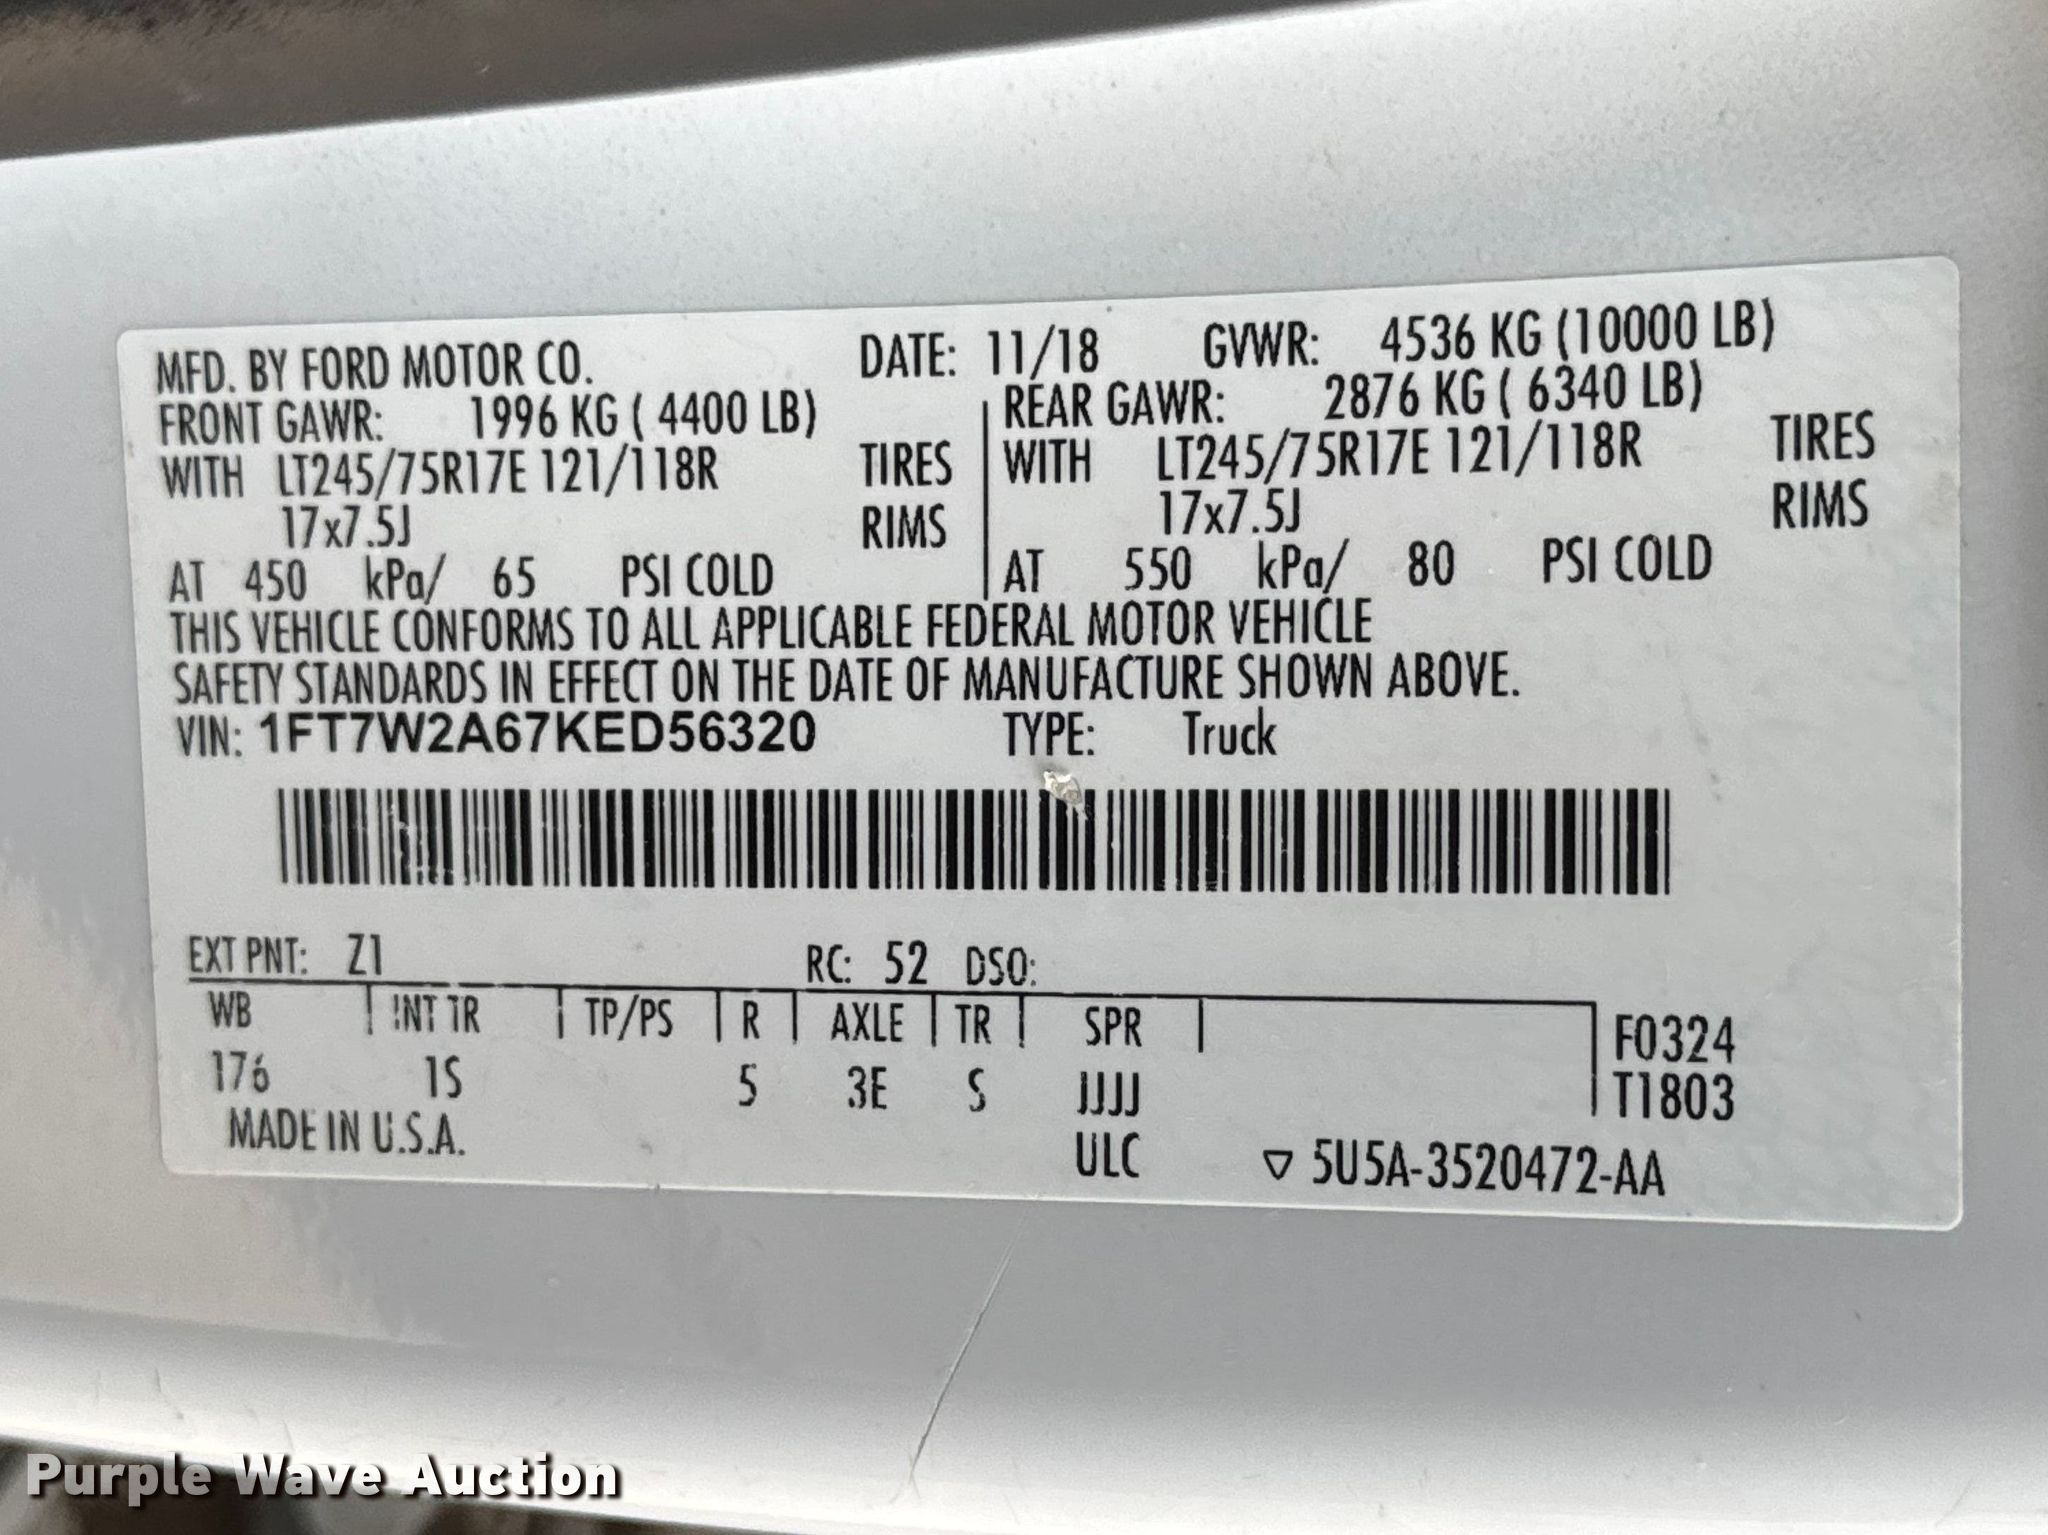 MFD. BY FORD MOTOR CO. DATE: 11/18 GVWR: 4536 KG (10000 LB)
FRONT GAWR: 1996 KG ( 4400 LB) REAR GAWR: 2876 KG ( 6340 LB)
WITH LT245/75R17E 121/118R TIRES WITH LT245/75R17E 121/118R TIRES
17x7.5J RIMS 17x7.5J RIMS
AT 450 kPa/ 65 PSI COLD AT 550 kPa/ 80 PSI COLD
THIS VEHICLE CONFORMS TO ALL APPLICABLE FEDERAL MOTOR VEHICLE
SAFETY STANDARDS IN EFFECT ON THE DATE OF MANUFACTURE SHOWN ABOVE.
VIN: 1FT7W2A67KED56320 TYPE: Truck
EXT PNT: Z1 RC: 52 DSO:
WB INT TR TP/PS R AXLE TR SPR F0324
176 1S 5 3E S JJJJ T1803
MADE IN U.S.A. ULC ▽ 5U5A-3520472-AA
Purple Wave Auction